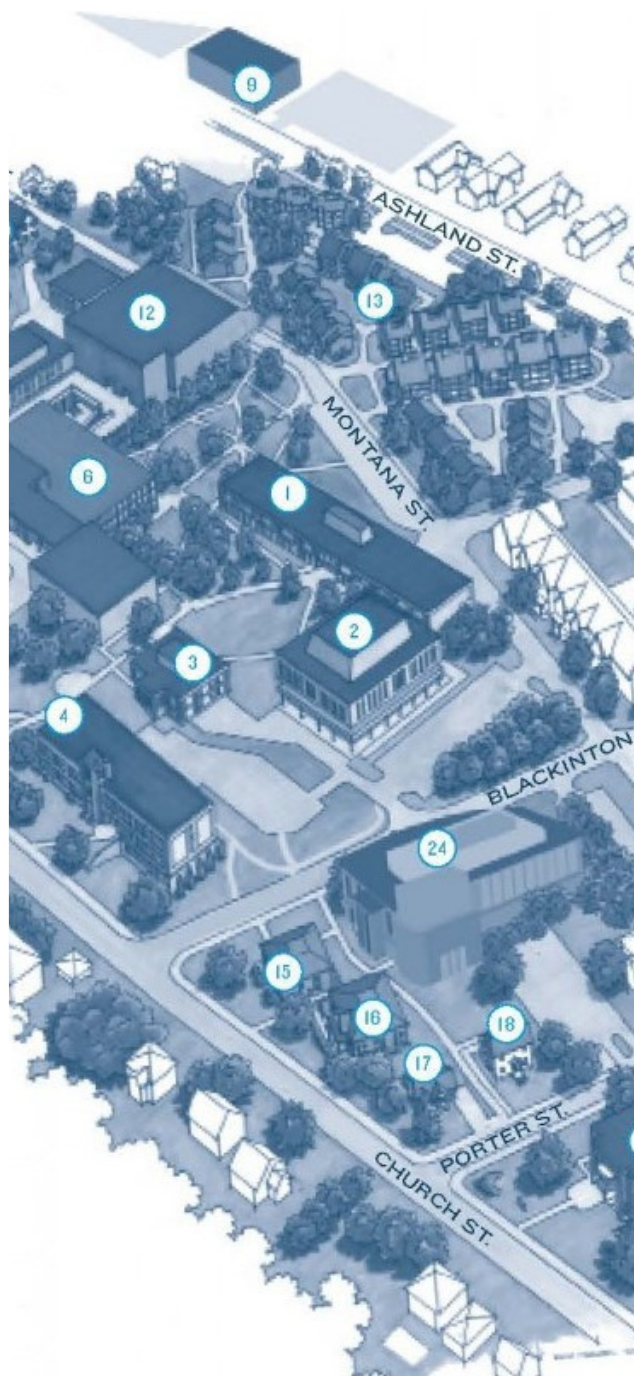 9
ASHLAND ST.
13
12
MONTANA ST.
6
1
2
3
4
BLACKINTON
24
15
16
18
17
PORTER ST.
CHURCH ST.